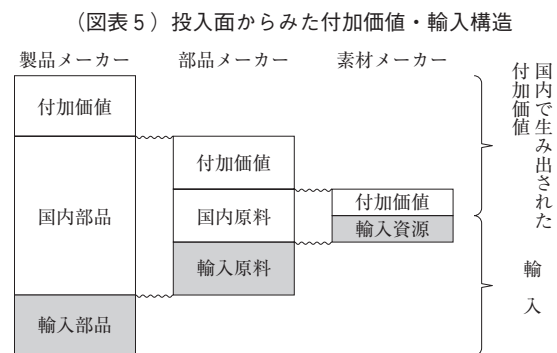 （図表５）投入面からみた付加価値・輸入構造
製品メーカー 部品メーカー 素材メーカー
付加価値
国内部品
輸入部品
付加価値
国内原料
輸入原料
付加価値
輸入資源
国内で生み出された
付加価値
輸入